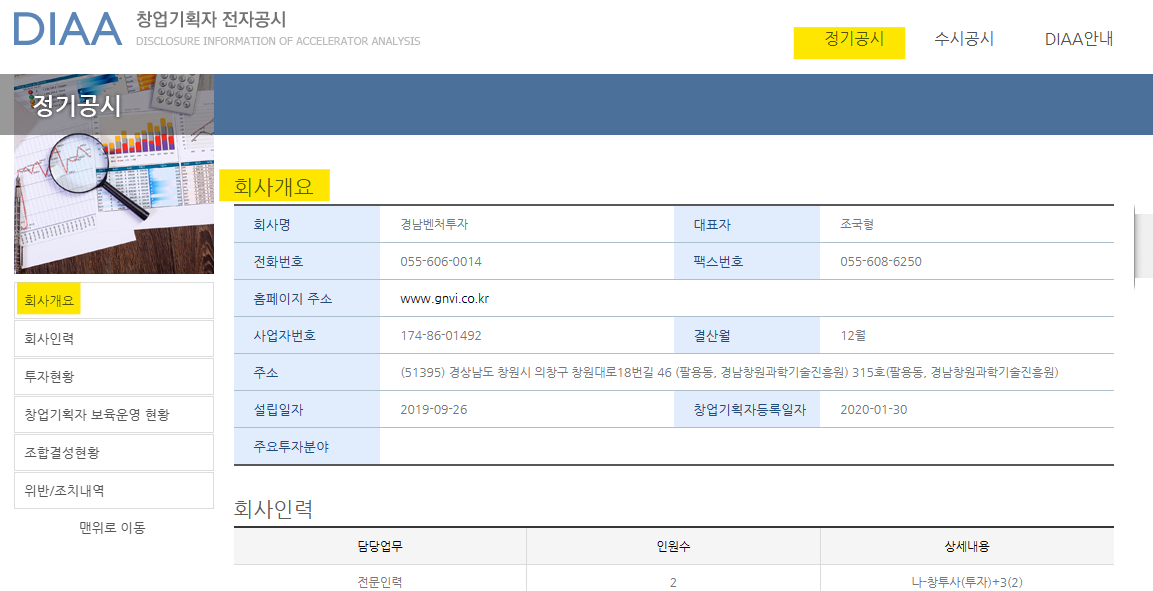 DIAA 창업기획자 전자공시
DISCLOSURE INFORMATION OF ACCELERATOR ANALYSIS
정기공시 수시공시 DIAA안내
정기공시
회사개요
회사인력
투자현황
창업기획자 보육운영 현황
조합결성현황
위반/조치내역
맨위로 이동
회사개요
회사명 경남벤처투자 대표자 조국형
전화번호 055-606-0014 팩스번호 055-608-6250
홈페이지 주소 www.gnvi.co.kr
사업자번호 174-86-01492 결산월 12월
주소 (51395) 경상남도 창원시 의창구 창원대로18번길 46 (팔용동, 경남창원과학기술진흥원) 315호(팔용동, 경남창원과학기술진흥원)
설립일자 2019-09-26 창업기획자등록일자 2020-01-30
주요투자분야
회사인력
담당업무 인원수 상세내용
전문인력 2 나-창투사(투자)+3(2)